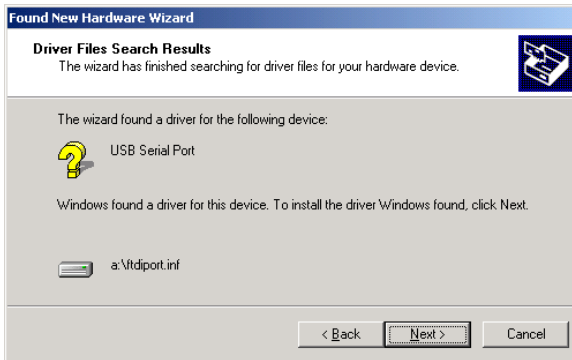 Found New Hardware Wizard
Driver Files Search Results
The wizard has finished searching for driver files for your hardware device.
The wizard found a driver for the following device:
USB Serial Port
Windows found a driver for this device. To install the driver Windows found, click Next.
a:\ftdiport.inf
< Back
Next >
Cancel